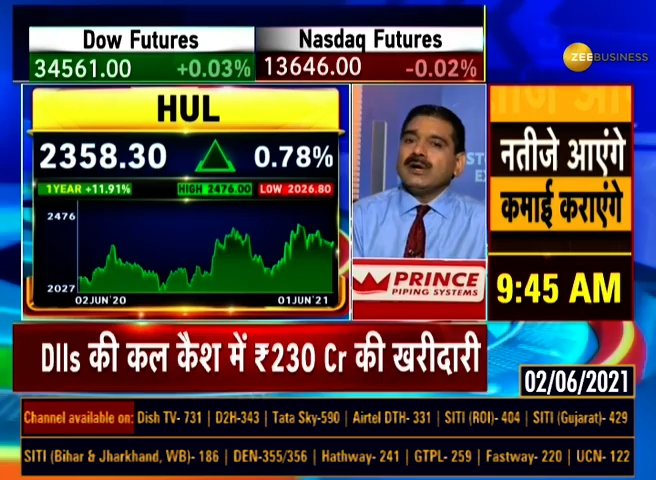 Dow Futures
34561.00 +0.03%
Nasdaq Futures
13646.00 -0.02%
ZEE BUSINESS
HUL
2358.30 0.78%
1YEAR +11.91% HIGH 2476.00 LOW 2026.80
2476
2027
02JUN'20 01JUN'21
PRINCE
PIPING SYSTEMS
नतीजे आएंगे
कमाई कराएंगे
9:45 AM
DIIs की कल कैश में ₹230 Cr की खरीदारी
02/06/2021
Channel available on: Dish TV- 731 | D2H-343 | Tata Sky-590 | Airtel DTH- 331 | SITI (ROI)- 404 | SITI (Gujarat)- 429
SITI (Bihar & Jharkhand, WB)- 186 | DEN-355/356 | Hathway- 241 | GTPL- 259 | Fastway- 220 | UCN- 122